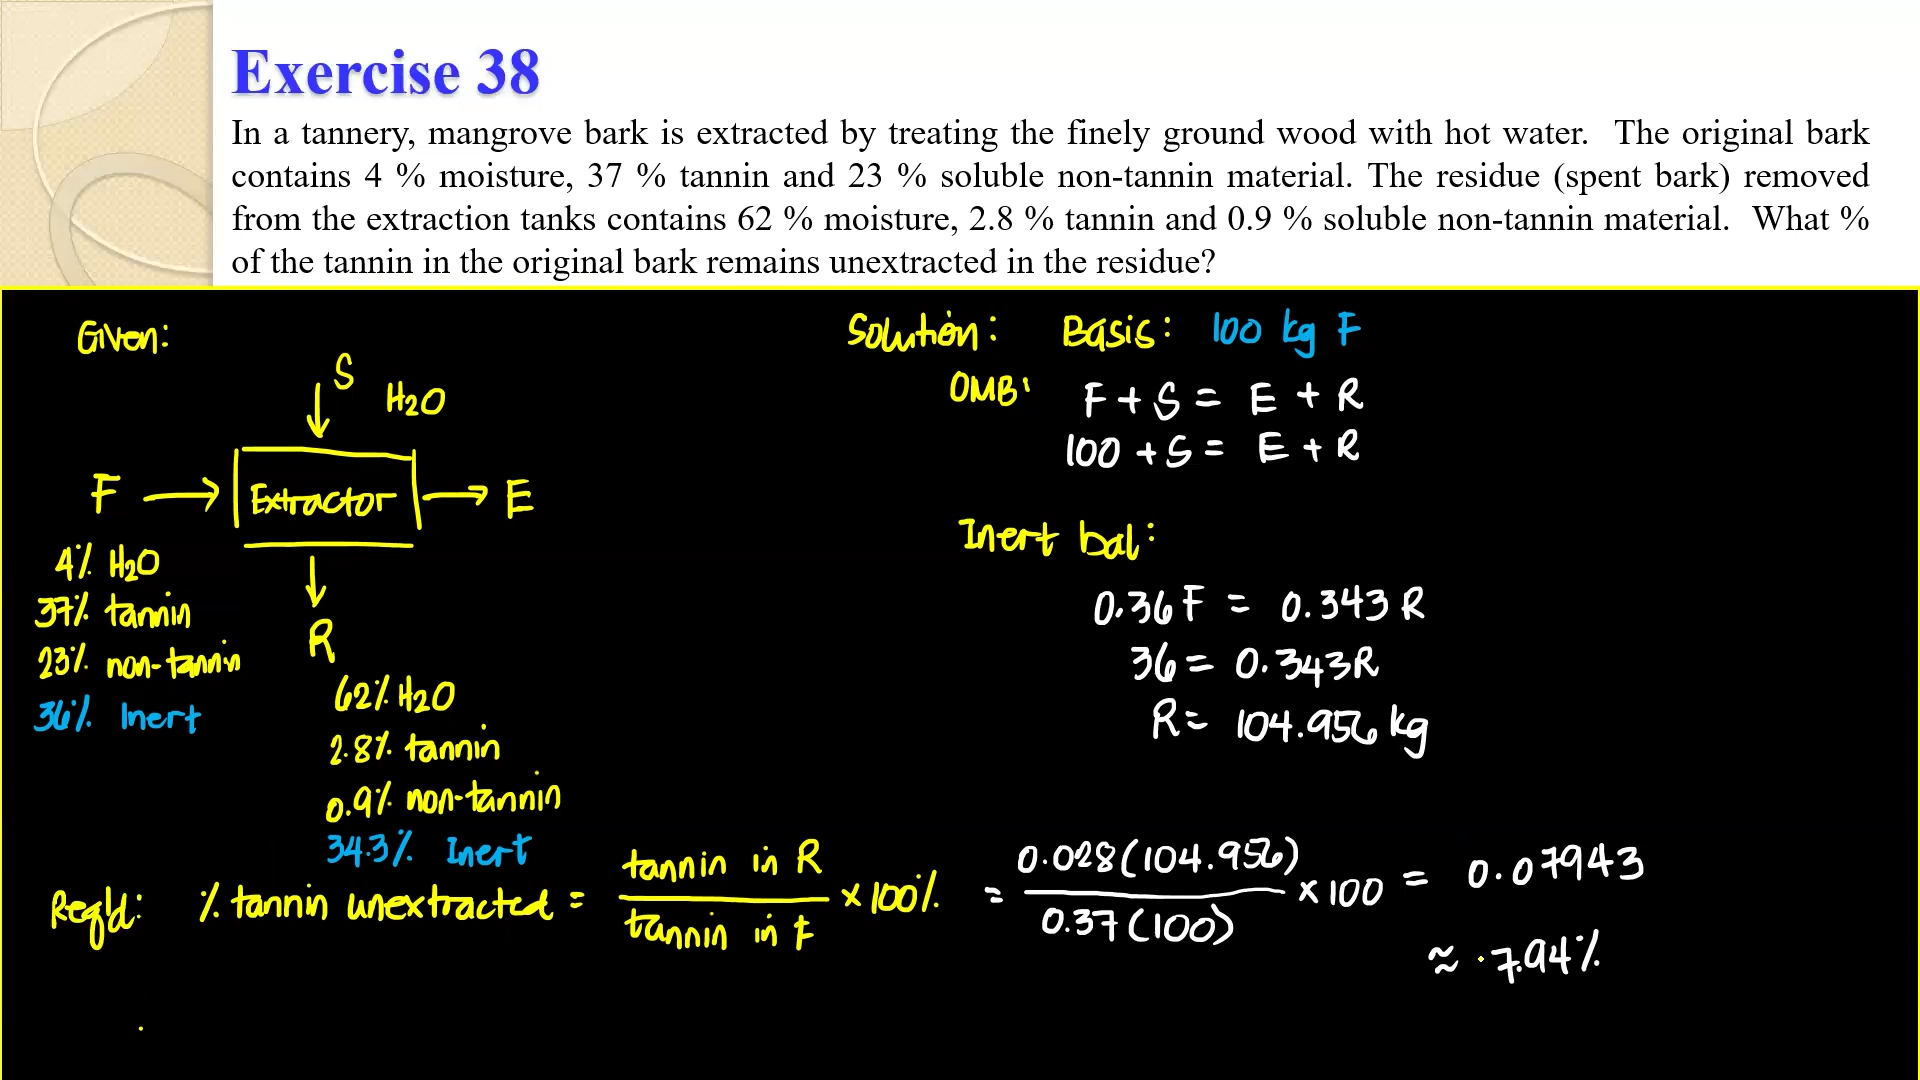 Exercise 38
In a tannery, mangrove bark is extracted by treating the finely ground wood with hot water. The original bark
contains 4 % moisture, 37 % tannin and 23 % soluble non-tannin material. The residue (spent bark) removed
from the extraction tanks contains 62 % moisture, 2.8 % tannin and 0.9 % soluble non-tannin material. What %
of the tannin in the original bark remains unextracted in the residue?
Given:
S
H2O
F → Extractor → E
4% H2O
37% tannin
23% non-tannin
36% Inert
R
62% H2O
2.8% tannin
0.9% non-tannin
34.3% Inert
Solution: Basis: 100 kg F
OMB: F + S = E + R
100 + S = E + R
Inert bal:
0.36 F = 0.343 R
36 = 0.343R
R = 104.956 kg
Req'd: % tannin unextracted = tannin in R / tannin in F × 100% = 0.028(104.956) / 0.37(100) × 100 = 0.07943
≈ 7.94%